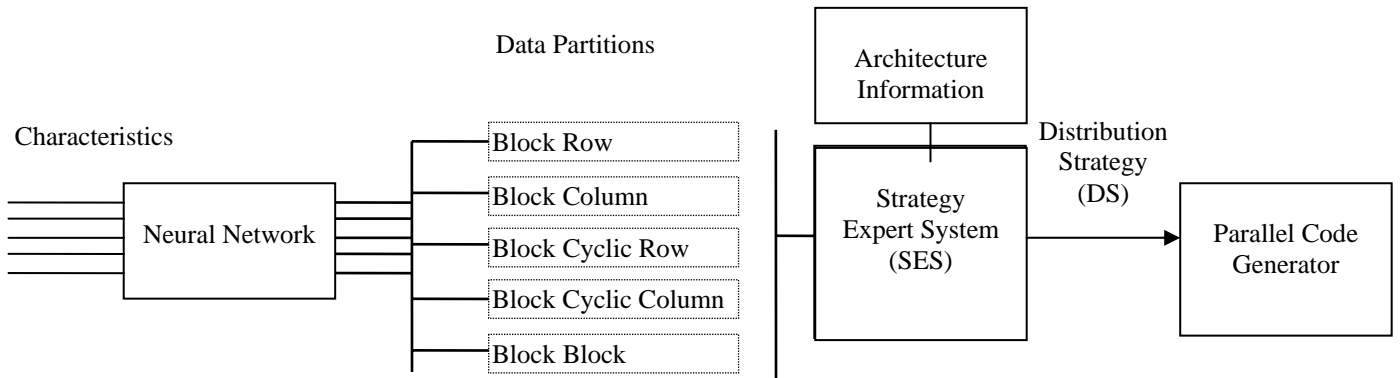 Data Partitions
Architecture
Information
Characteristics
Distribution
Strategy
(DS)
Block Row
Block Column
Block Cyclic Row
Block Cyclic Column
Block Block
Neural Network
Strategy
Expert System
(SES)
Parallel Code
Generator